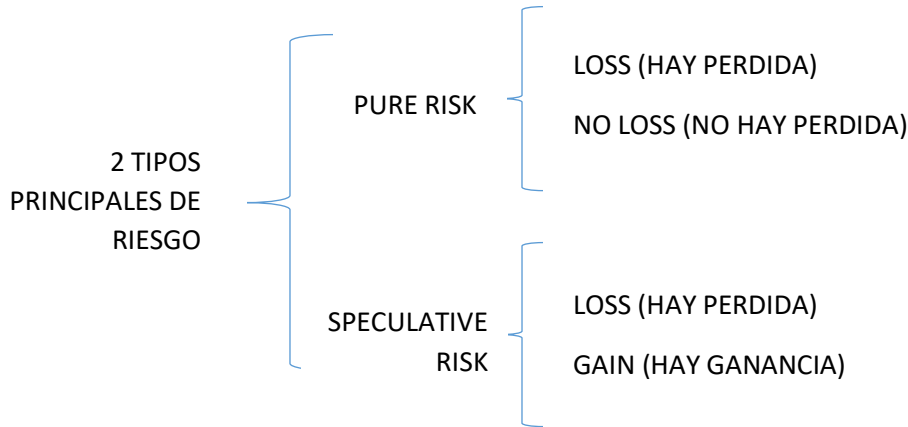 2 TIPOS
PRINCIPALES DE
RIESGO
PURE RISK
LOSS (HAY PERDIDA)
NO LOSS (NO HAY PERDIDA)
SPECULATIVE
RISK
LOSS (HAY PERDIDA)
GAIN (HAY GANANCIA)